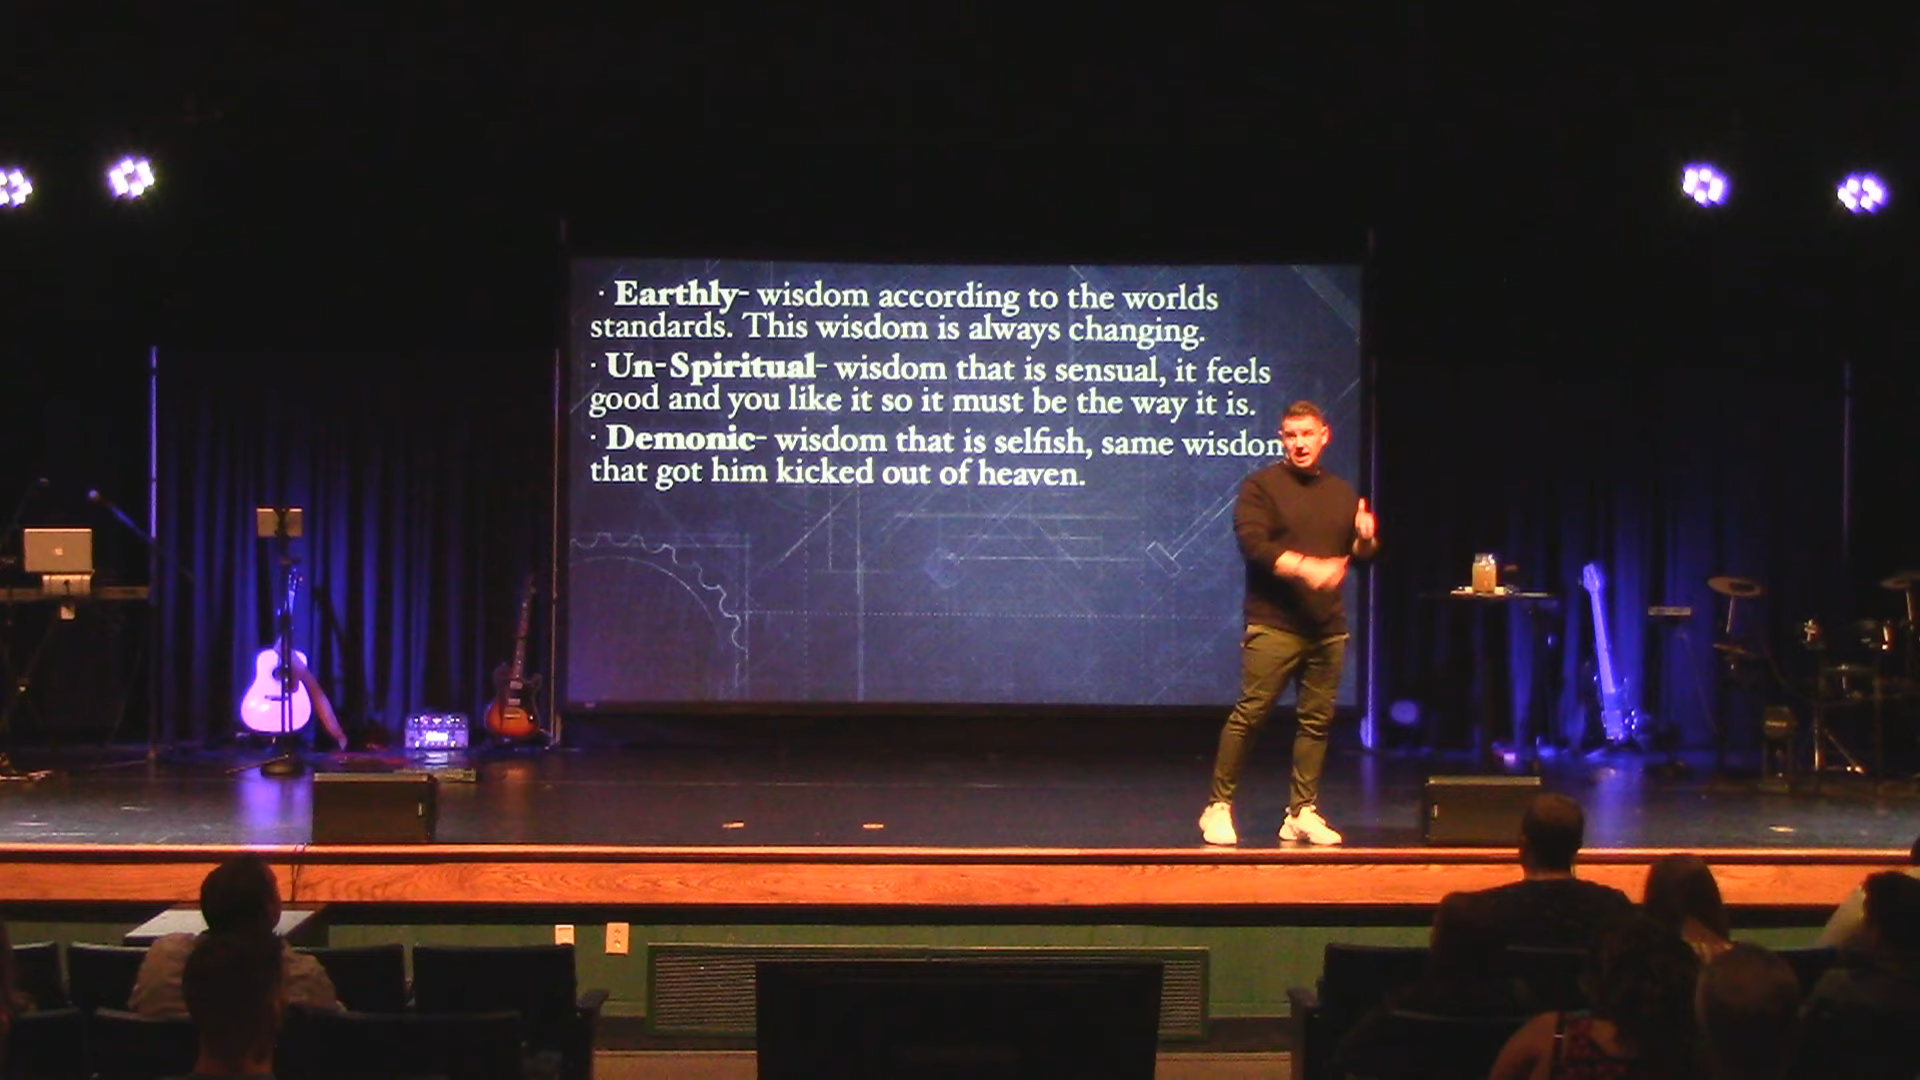 · Earthly- wisdom according to the worlds
standards. This wisdom is always changing.
· Un-Spiritual- wisdom that is sensual, it feels
good and you like it so it must be the way it is.
· Demonic- wisdom that is selfish, same wisdom
that got him kicked out of heaven.